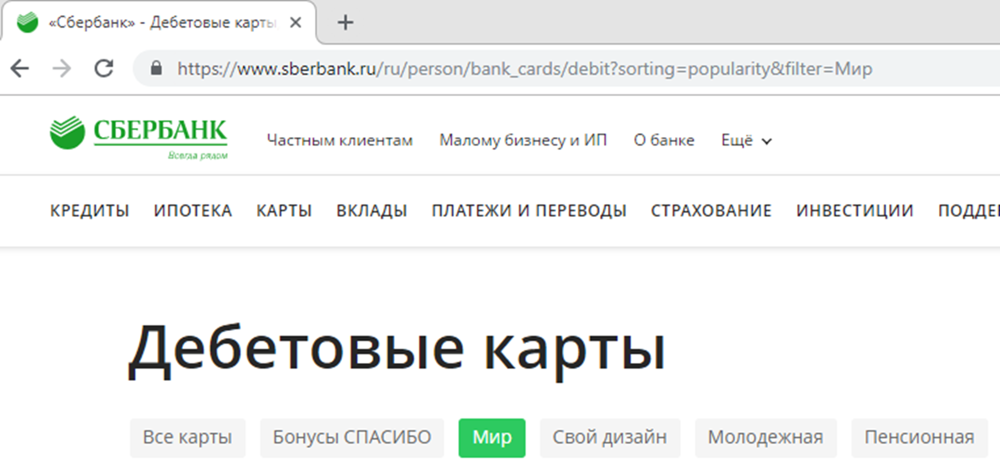 «Сбербанк» - Дебетовые карты
https://www.sberbank.ru/ru/person/bank_cards/debit?sorting=popularity&filter=Мир
СБЕРБАНК
Всегда рядом
Частным клиентам Малому бизнесу и ИП О банке Ещё
КРЕДИТЫ ИПОТЕКА КАРТЫ ВКЛАДЫ ПЛАТЕЖИ И ПЕРЕВОДЫ СТРАХОВАНИЕ ИНВЕСТИЦИИ
Дебетовые карты
Все карты Бонусы СПАСИБО Мир Свой дизайн Молодежная Пенсионная